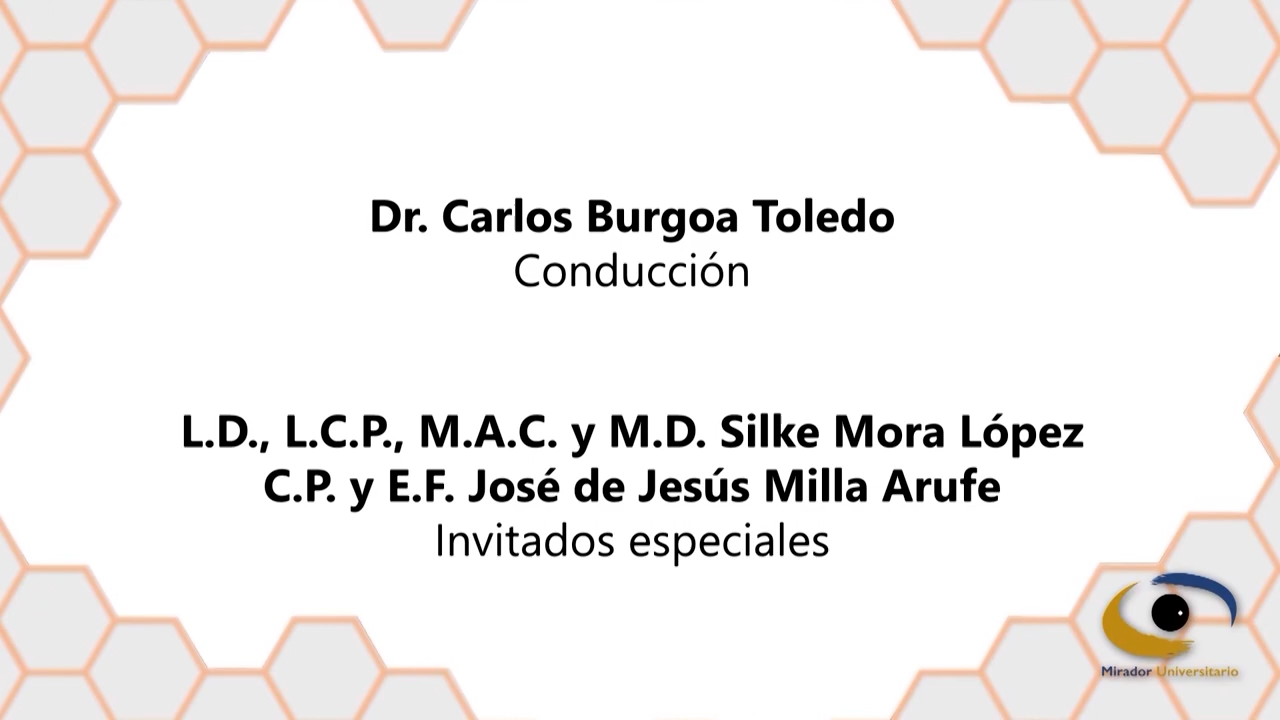 Dr. Carlos Burgoa Toledo
Conducción
L.D., L.C.P., M.A.C. y M.D. Silke Mora López
C.P. y E.F. José de Jesús Milla Arufe
Invitados especiales
Mirador Universitario